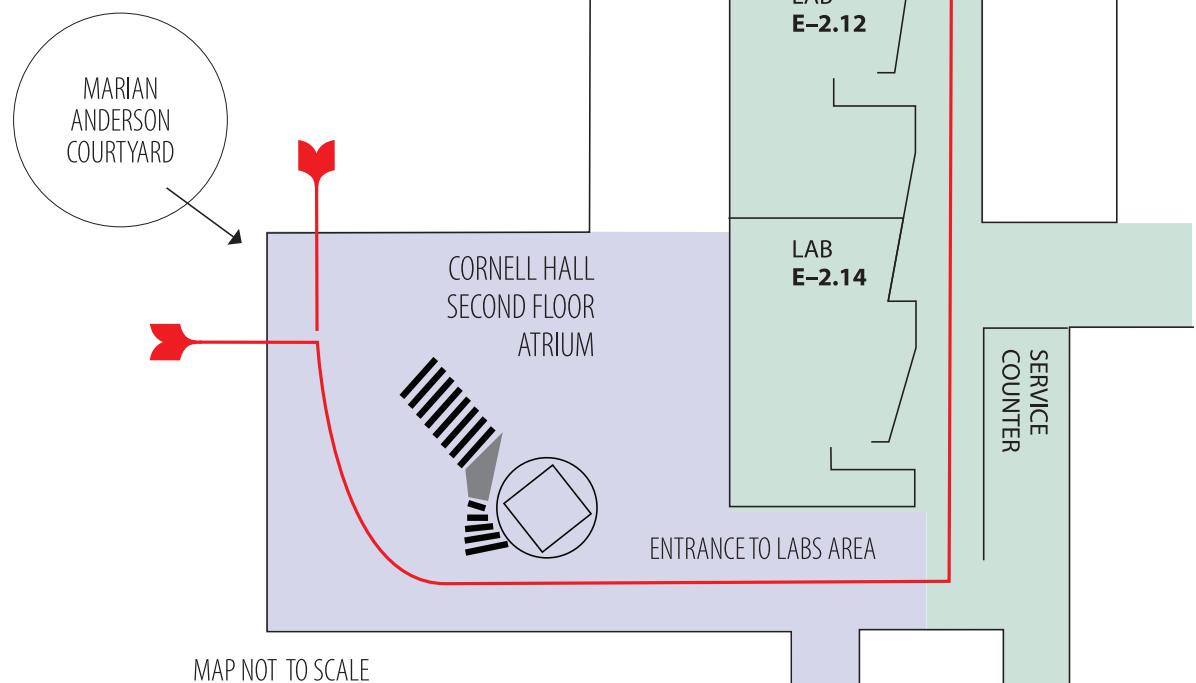 LAB
E–2.12
MARIAN
ANDERSON
COURTYARD
LAB
E–2.14
CORNELL HALL
SECOND FLOOR
ATRIUM
SERVICE
COUNTER
ENTRANCE TO LABS AREA
MAP NOT TO SCALE